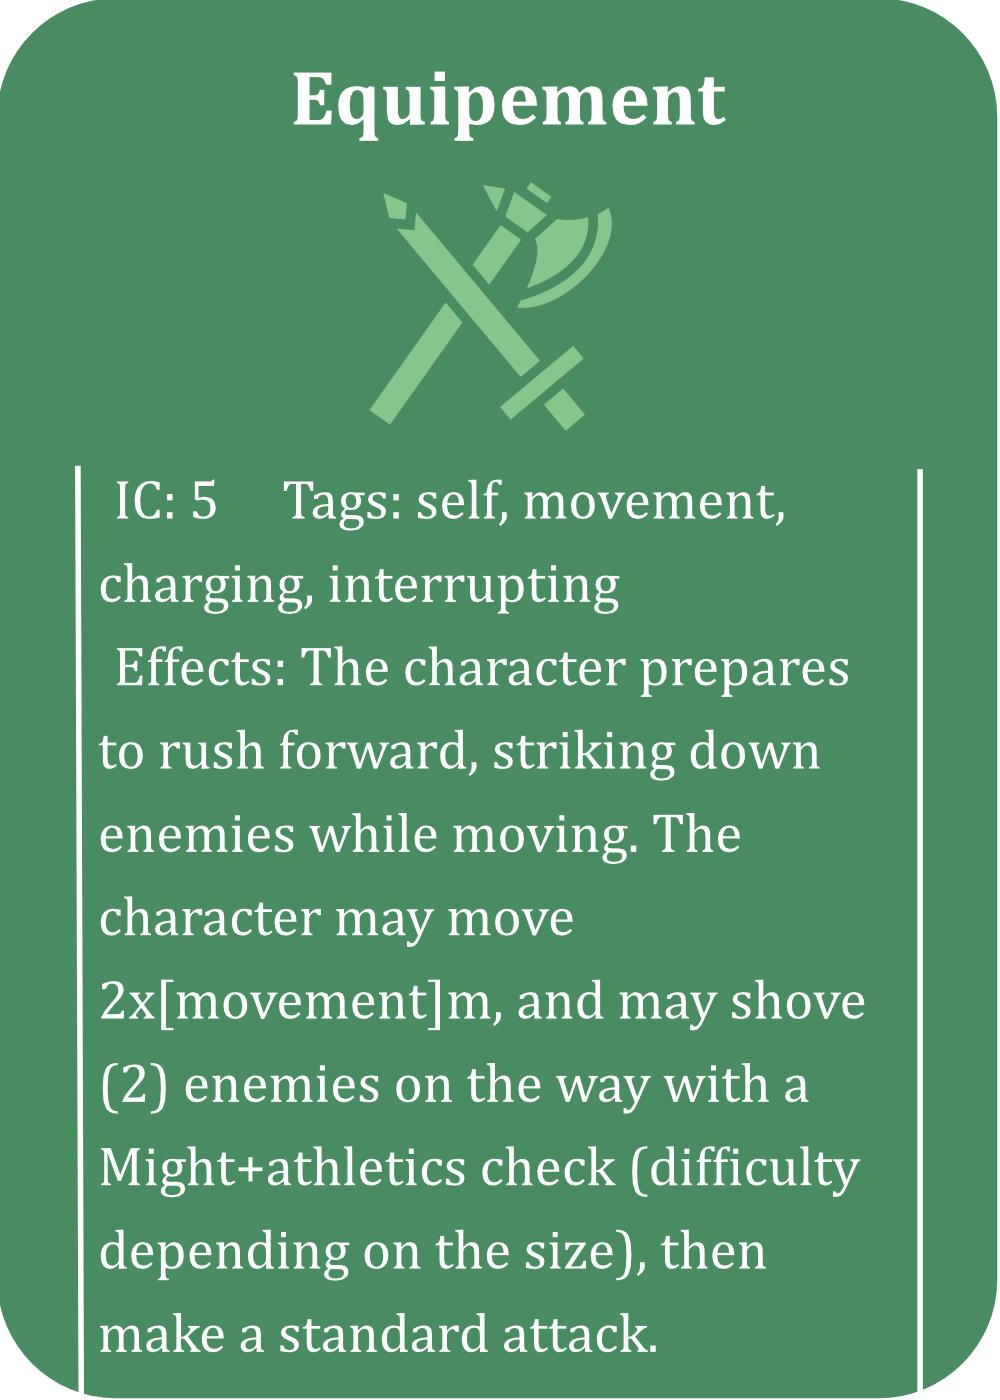 Equipement
IC: 5 Tags: self, movement,
charging, interrupting
Effects: The character prepares
to rush forward, striking down
enemies while moving. The
character may move
2x[movement]m, and may shove
(2) enemies on the way with a
Might+athletics check (difficulty
depending on the size), then
make a standard attack.